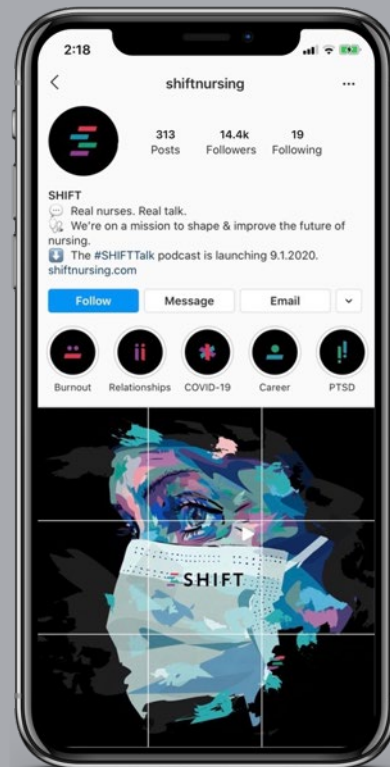 2:18
shiftnursing
313 14.4k 19
Posts Followers Following
SHIFT
Real nurses. Real talk.
We're on a mission to shape & improve the future of
nursing.
The #SHIFTTalk podcast is launching 9.1.2020.
shiftnursing.com
Follow Message Email
Burnout Relationships COVID-19 Career PTSD
SHIFT